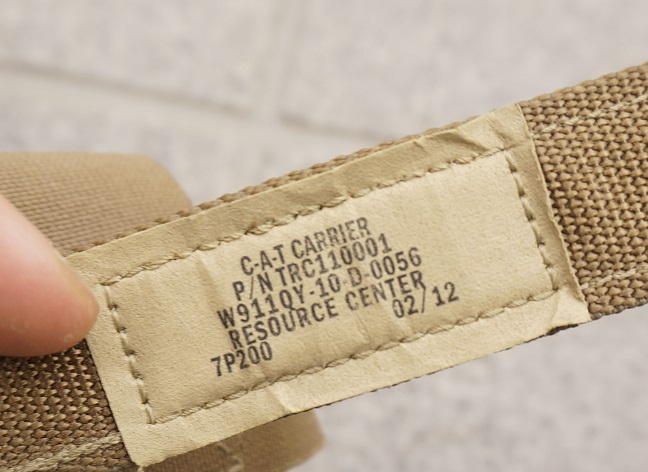 C-A-T CARRIER
P/N TRC110001
W911QY-10-D-0056
RESOURCE CENTER
7P200 02/12